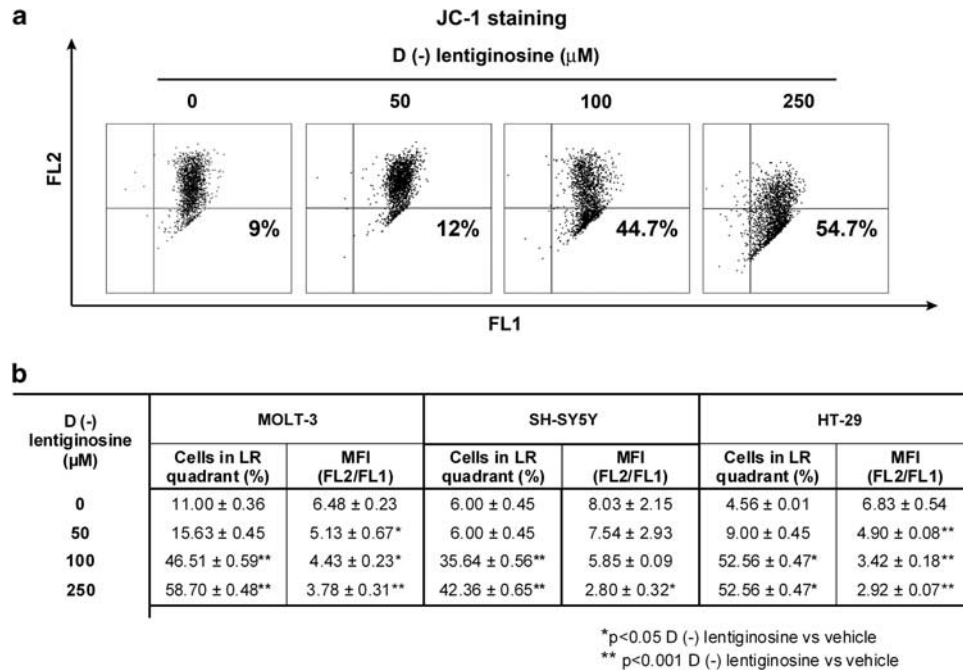 a
JC-1 staining
D (-) lentiginosine (µM)
0 50 100 250
FL2
9% 12% 44.7% 54.7%
FL1
b
D (-) lentiginosine (µM) MOLT-3 SH-SY5Y HT-29
Cells in LR quadrant (%) MFI (FL2/FL1) Cells in LR quadrant (%) MFI (FL2/FL1) Cells in LR quadrant (%) MFI (FL2/FL1)
0 11.00 ± 0.36 6.48 ± 0.23 6.00 ± 0.45 8.03 ± 2.15 4.56 ± 0.01 6.83 ± 0.54
50 15.63 ± 0.45 5.13 ± 0.67* 6.00 ± 0.45 7.54 ± 2.93 9.00 ± 0.45 4.90 ± 0.08**
100 46.51 ± 0.59** 4.43 ± 0.23* 35.64 ± 0.56** 5.85 ± 0.09 52.56 ± 0.47* 3.42 ± 0.18**
250 58.70 ± 0.48** 3.78 ± 0.31** 42.36 ± 0.65** 2.80 ± 0.32* 52.56 ± 0.47* 2.92 ± 0.07**
*p<0.05 D (-) lentiginosine vs vehicle
** p<0.001 D (-) lentiginosine vs vehicle